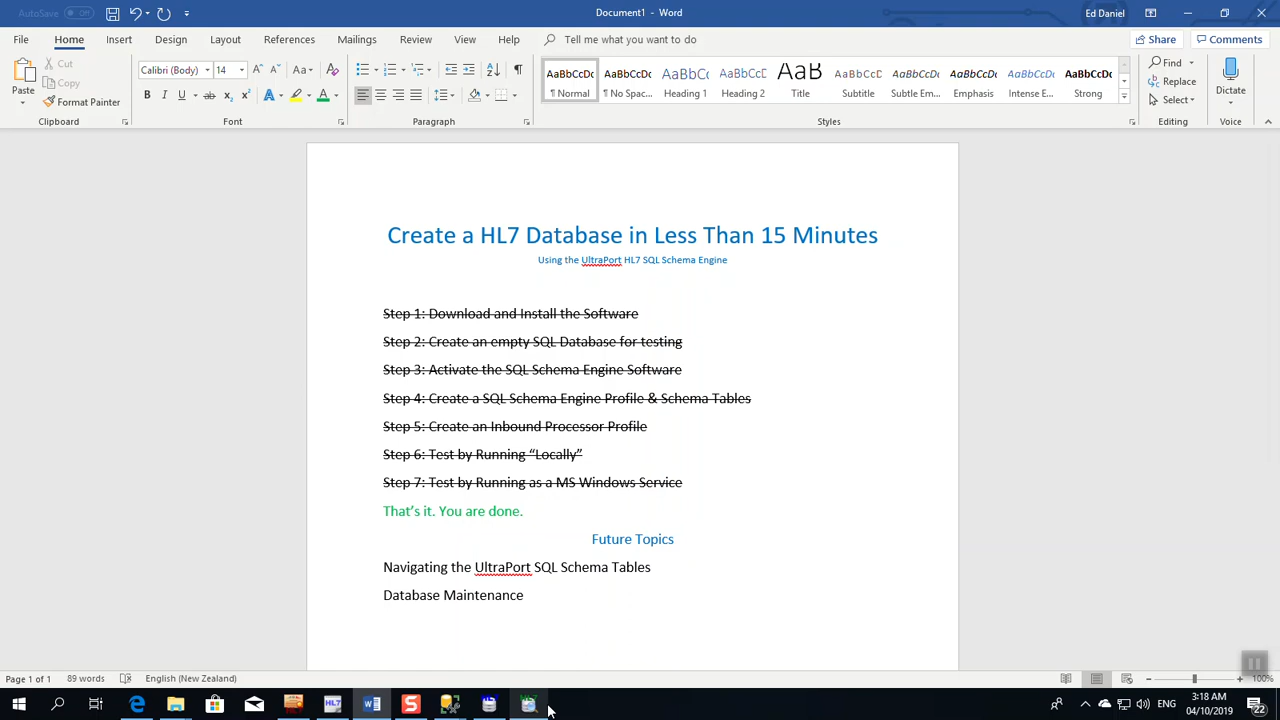 AutoSave Off
Document1 - Word
Ed Daniel
File Home Insert Design Layout References Mailings Review View Help Tell me what you want to do
Share Comments
Paste
Cut
Copy
Format Painter
Clipboard
Calibri (Body) 14
Font
Paragraph
AaBbCcDc AaBbCcDc AaBbCc AaBbCcD AaB AaBbCcD AaBbCcDc AaBbCcDc AaBbCcDc AaBbCcDc
¶ Normal ¶ No Spac... Heading 1 Heading 2 Title Subtitle Subtle Em... Emphasis Intense E... Strong
Styles
Find
Replace
Select
Editing
Dictate
Voice
Create a HL7 Database in Less Than 15 Minutes
Using the UltraPort HL7 SQL Schema Engine
Step 1: Download and Install the Software
Step 2: Create an empty SQL Database for testing
Step 3: Activate the SQL Schema Engine Software
Step 4: Create a SQL Schema Engine Profile & Schema Tables
Step 5: Create an Inbound Processor Profile
Step 6: Test by Running “Locally”
Step 7: Test by Running as a MS Windows Service
That’s it. You are done.
Future Topics
Navigating the UltraPort SQL Schema Tables
Database Maintenance
Page 1 of 1 89 words English (New Zealand) 100%
ENG
3:18 AM
04/10/2019
22